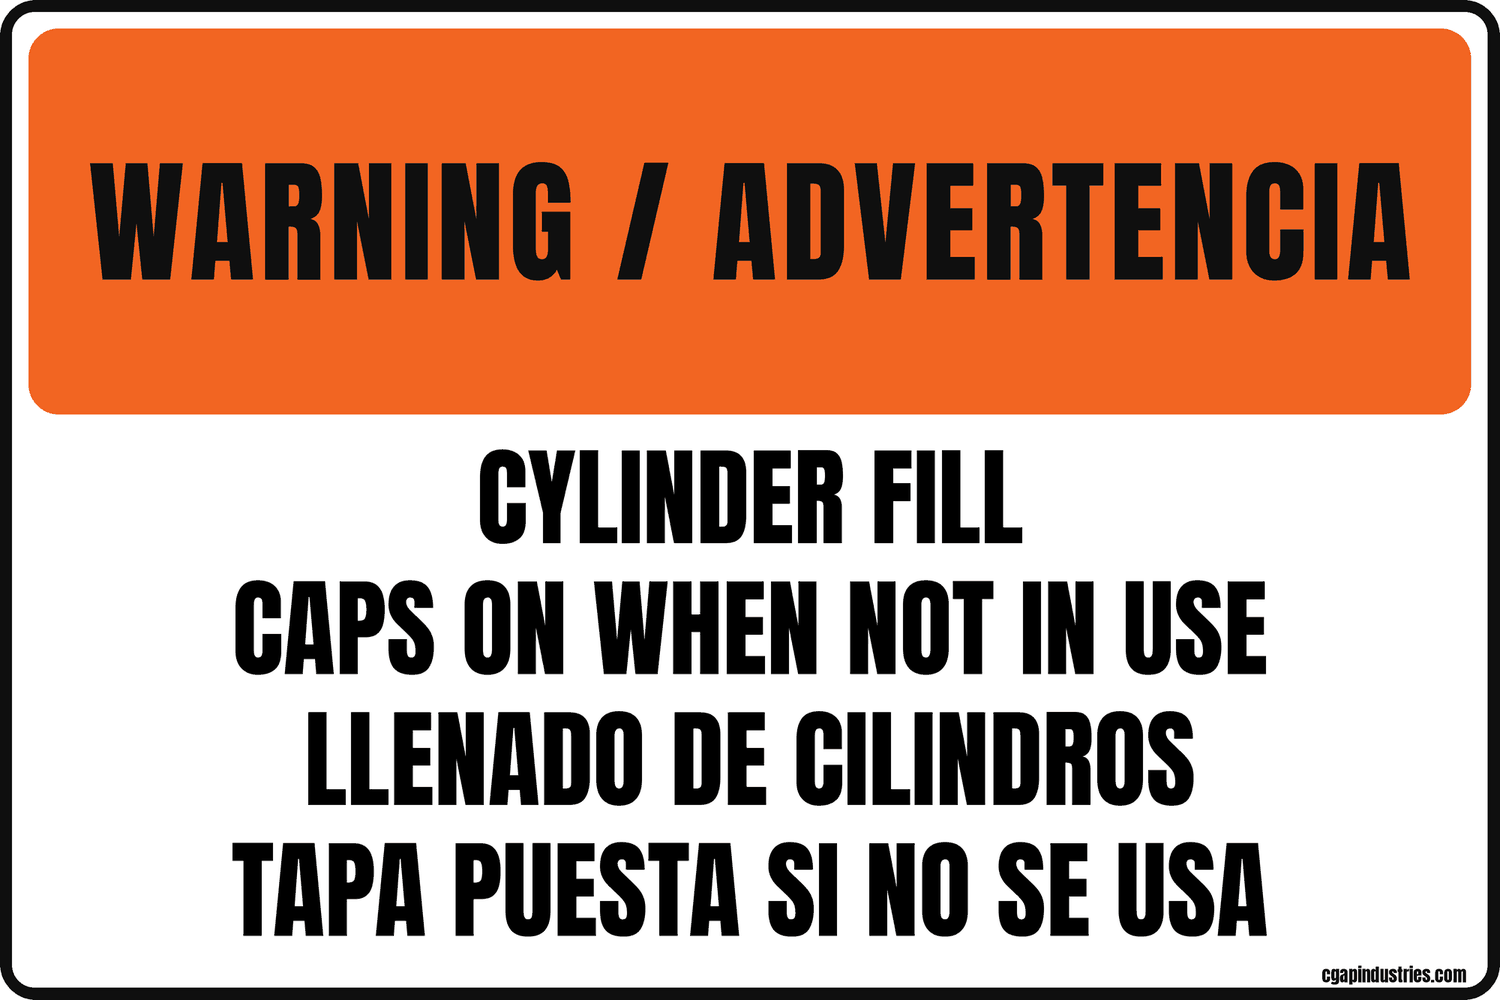 WARNING / ADVERTENCIA
CYLINDER FILL
CAPS ON WHEN NOT IN USE
LLENADO DE CILINDROS
TAPA PUESTA SI NO SE USA
cgapindustries.com